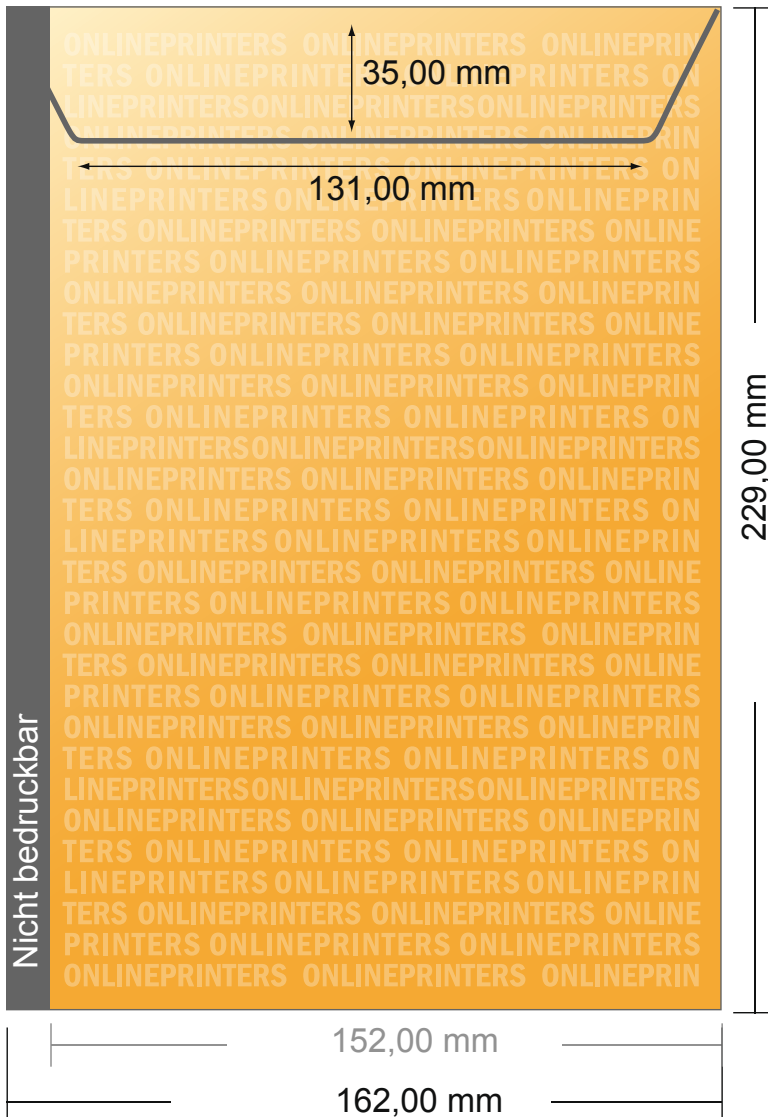 ONLINEPRINTERS ONLINEPRINTERS ONLINEPRIN
35,00 mm
TERS ONLINEPRINTERS ONLINEPRINTERS ON
LINEPRINTERSONLINEPRINTERSONLINEPRINTERS
ONLINEPRINTERS ONLINEPRINTERS ONLINEPRIN
TERS ONLINEPRINTERS ONLINEPRINTERS ON
131,00 mm
LINEPRINTERS ONLINEPRINTERS ONLINEPRIN
TERS ONLINEPRINTERS ONLINEPRINTERS ONLINE
PRINTERS ONLINEPRINTERS ONLINEPRINTERS
ONLINEPRINTERS ONLINEPRINTERS ONLINEPRIN
TERS ONLINEPRINTERS ONLINEPRINTERS ONLINE
PRINTERS ONLINEPRINTERS ONLINEPRINTERS
ONLINEPRINTERS ONLINEPRINTERS ONLINEPRIN
TERS ONLINEPRINTERS ONLINEPRINTERS ON
LINEPRINTERSONLINEPRINTERSONLINEPRINTERS
ONLINEPRINTERS ONLINEPRINTERS ONLINEPRIN
TERS ONLINEPRINTERS ONLINEPRINTERS ON
LINEPRINTERS ONLINEPRINTERS ONLINEPRIN
TERS ONLINEPRINTERS ONLINEPRINTERS ONLINE
PRINTERS ONLINEPRINTERS ONLINEPRINTERS
ONLINEPRINTERS ONLINEPRINTERS ONLINEPRIN
TERS ONLINEPRINTERS ONLINEPRINTERS ONLINE
PRINTERS ONLINEPRINTERS ONLINEPRINTERS
ONLINEPRINTERS ONLINEPRINTERS ONLINEPRIN
TERS ONLINEPRINTERS ONLINEPRINTERS ON
LINEPRINTERSONLINEPRINTERSONLINEPRINTERS
ONLINEPRINTERS ONLINEPRINTERS ONLINEPRIN
TERS ONLINEPRINTERS ONLINEPRINTERS ON
LINEPRINTERS ONLINEPRINTERS ONLINEPRIN
TERS ONLINEPRINTERS ONLINEPRINTERS ONLINE
PRINTERS ONLINEPRINTERS ONLINEPRINTERS
ONLINEPRINTERS ONLINEPRINTERS ONLINEPRIN
Nicht bedruckbar
229,00 mm
152,00 mm
162,00 mm